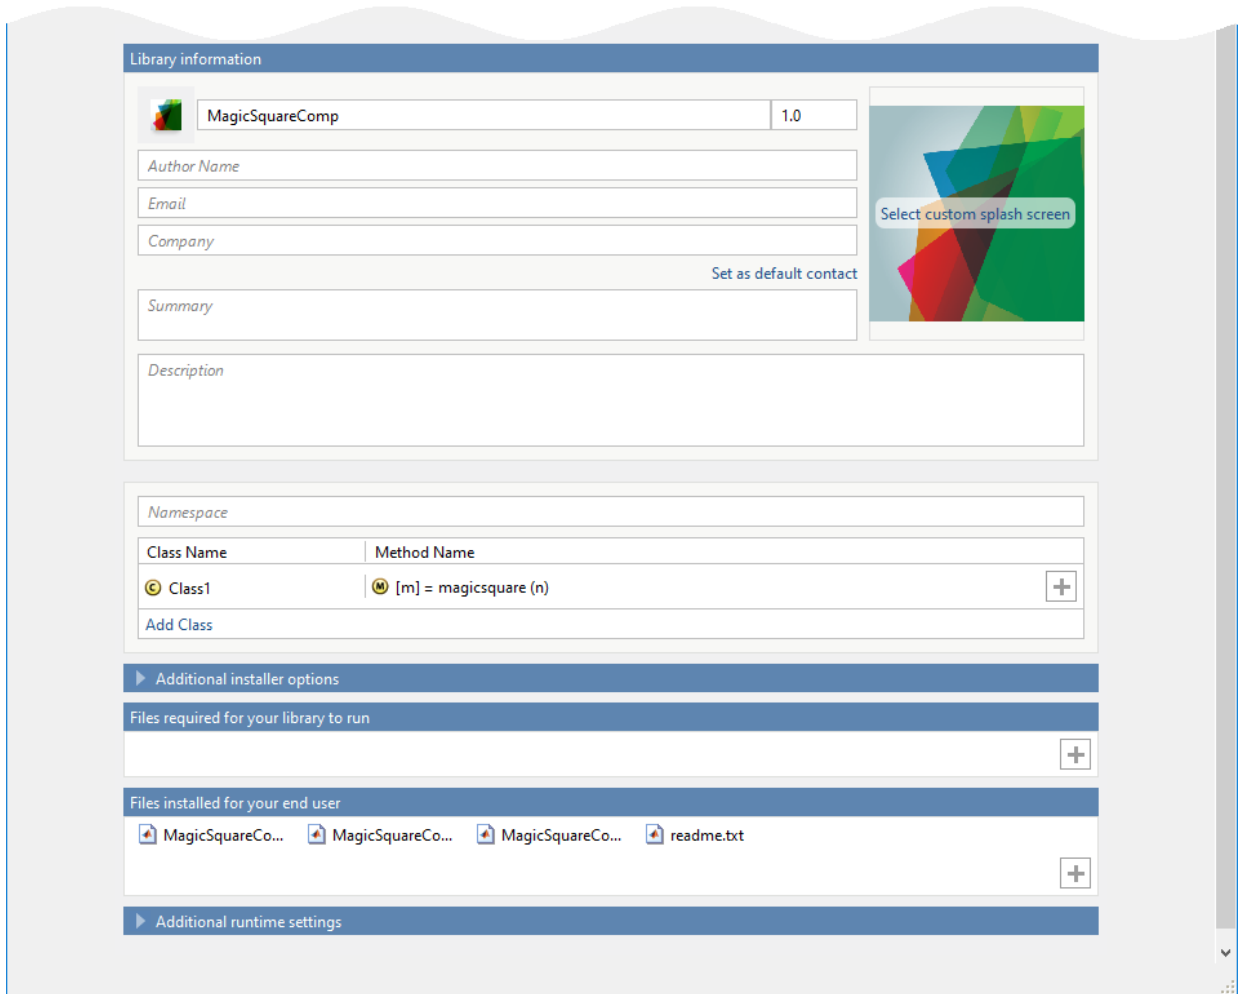 Library information
MagicSquareComp 1.0
Author Name
Email
Company
Select custom splash screen
Set as default contact
Summary
Description
Namespace
Class Name Method Name
C Class1 M [m] = magicsquare (n)
Add Class
Additional installer options
Files required for your library to run
Files installed for your end user
MagicSquareCo... MagicSquareCo... MagicSquareCo... readme.txt
Additional runtime settings